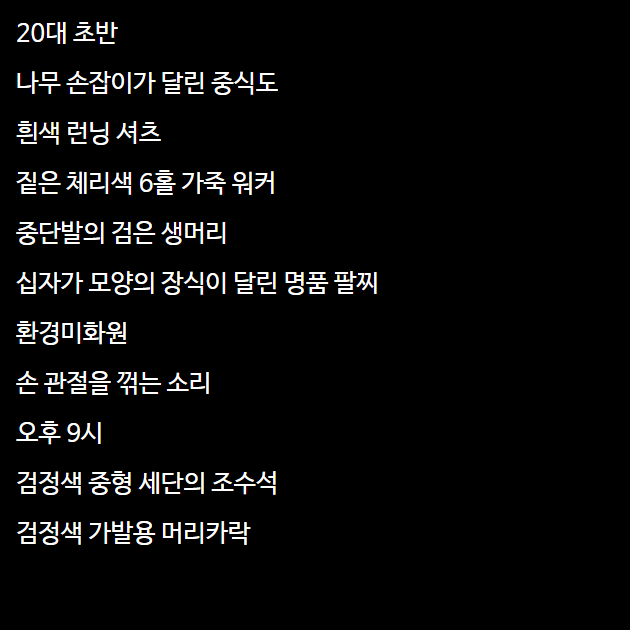 20대 초반
나무 손잡이가 달린 중식도
흰색 런닝 셔츠
짙은 체리색 6홀 가죽 워커
중단발의 검은 생머리
십자가 모양의 장식이 달린 명품 팔찌
환경미화원
손 관절을 꺾는 소리
오후 9시
검정색 중형 세단의 조수석
검정색 가발용 머리카락